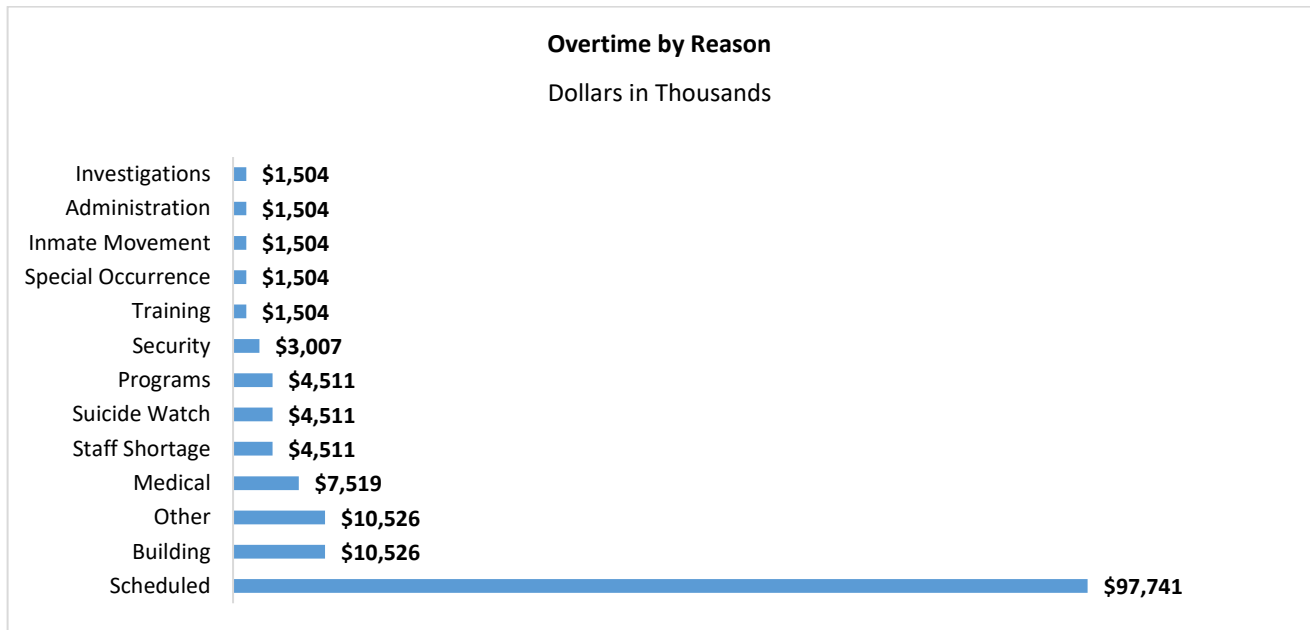 Overtime by Reason
Dollars in Thousands
Investigations $1,504
Administration $1,504
Inmate Movement $1,504
Special Occurrence $1,504
Training $1,504
Security $3,007
Programs $4,511
Suicide Watch $4,511
Staff Shortage $4,511
Medical $7,519
Other $10,526
Building $10,526
Scheduled $97,741